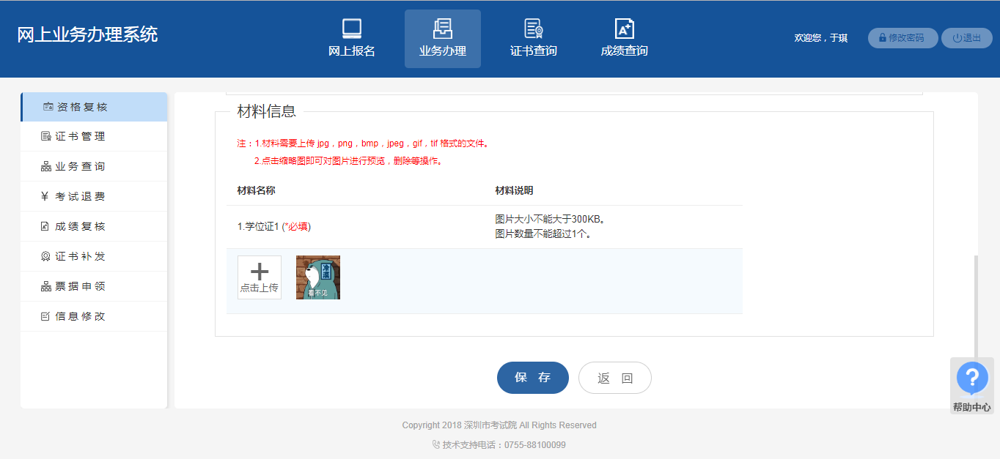 网上业务办理系统
网上报名
业务办理
证书查询
成绩查询
欢迎您，于琪
修改密码
退出
资格复核
证书管理
业务查询
¥ 考试退费
成绩复核
证书补发
票据申领
信息修改
材料信息
注：1.材料需要上传 jpg，png，bmp，jpeg，gif，tif 格式的文件。
2.点击缩略图即可对图片进行预览，删除等操作。
材料名称
材料说明
1.学位证1 (*必填)
图片大小不能大于300KB。
图片数量不能超过1个。
点击上传
冷漠
看不见
保 存
返 回
帮助中心
Copyright 2018 深圳市考试院 All Rights Reserved
技术支持电话：0755-88100099